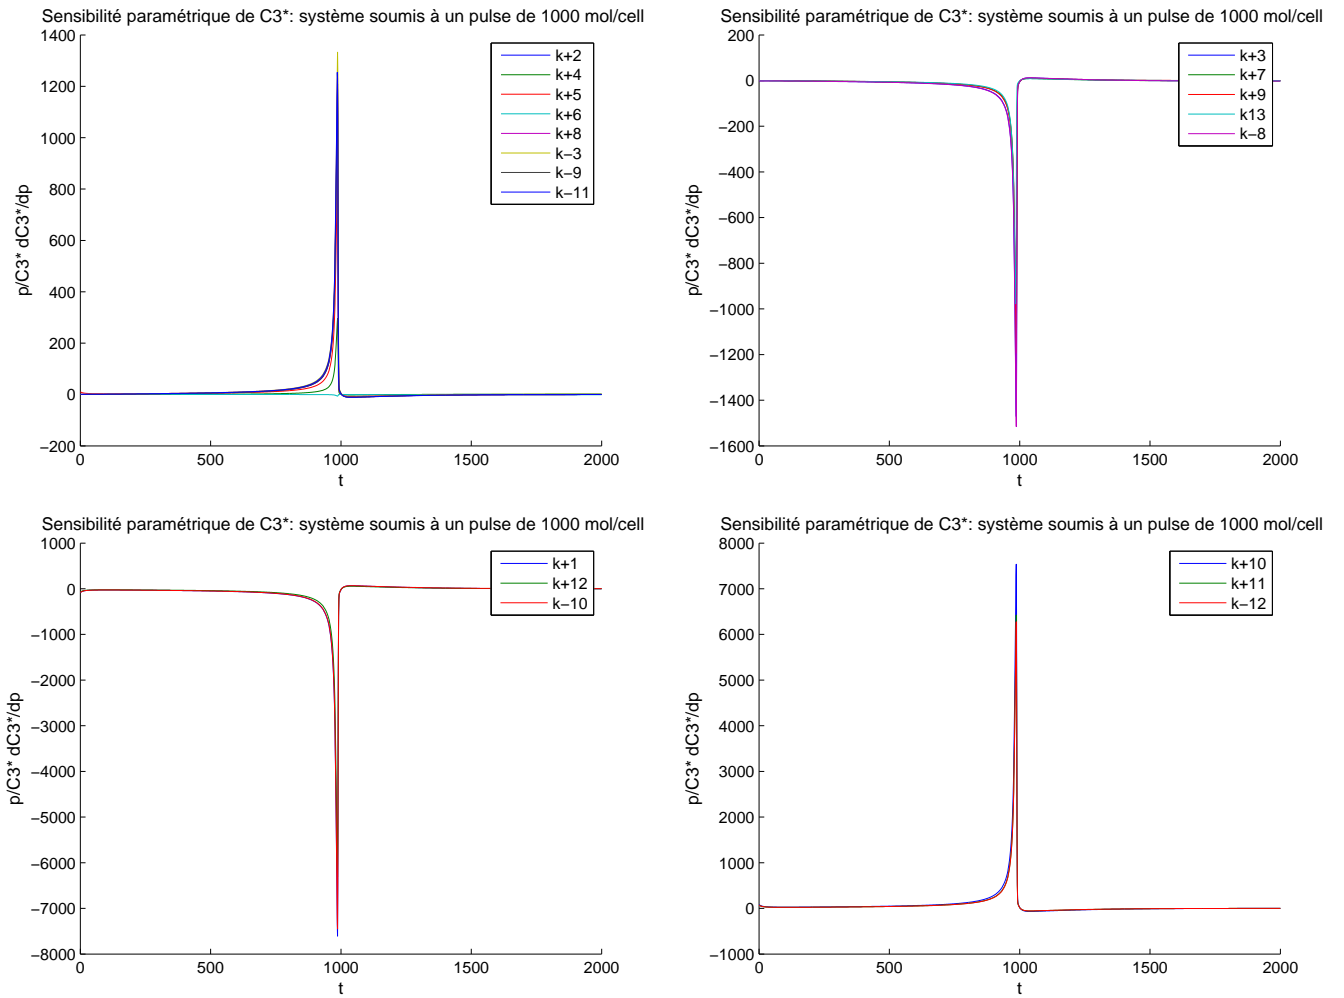 Sensibilité paramétrique de C3*: système soumis à un pulse de 1000 mol/cell
1400
1200
1000
800
600
400
200
0
−200
p/C3* dC3*/dp
0
500
1000
1500
2000
t
k+2
k+4
k+5
k+6
k+8
k−3
k−9
k−11
Sensibilité paramétrique de C3*: système soumis à un pulse de 1000 mol/cell
200
0
−200
−400
−600
−800
−1000
−1200
−1400
−1600
p/C3* dC3*/dp
0
500
1000
1500
2000
t
k+3
k+7
k+9
k13
k−8
Sensibilité paramétrique de C3*: système soumis à un pulse de 1000 mol/cell
1000
0
−1000
−2000
−3000
−4000
−5000
−6000
−7000
−8000
p/C3* dC3*/dp
0
500
1000
1500
2000
t
k+1
k+12
k−10
Sensibilité paramétrique de C3*: système soumis à un pulse de 1000 mol/cell
8000
7000
6000
5000
4000
3000
2000
1000
0
−1000
p/C3* dC3*/dp
0
500
1000
1500
2000
t
k+10
k+11
k−12